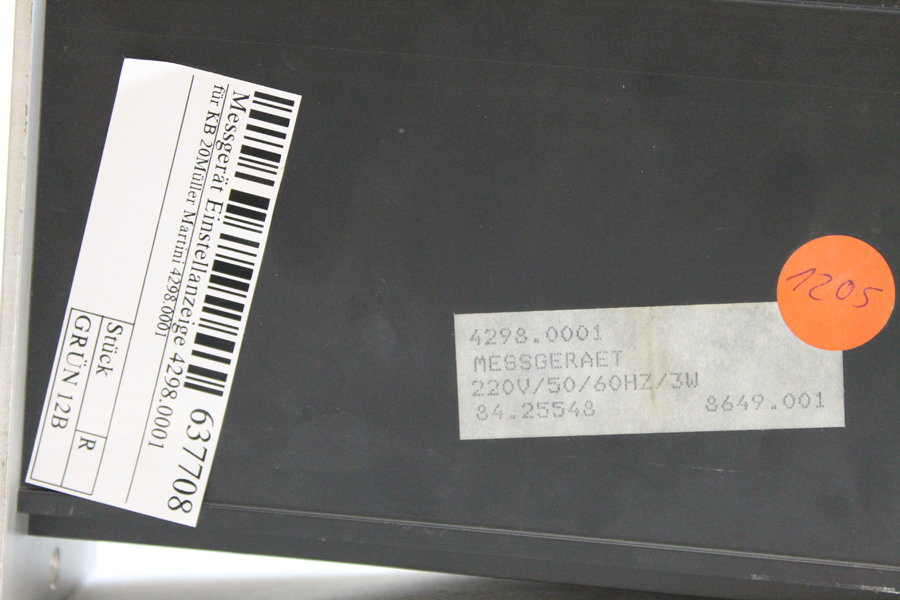 637708
Messgerät Einstellanzeige 4298.0001
für KB 20Müller Martini 4298.0001
Stück
R
GRÜN 12B
4298.0001
MESSGERAET
220V/50/60HZ/3W
84.25548 8649.001
1205